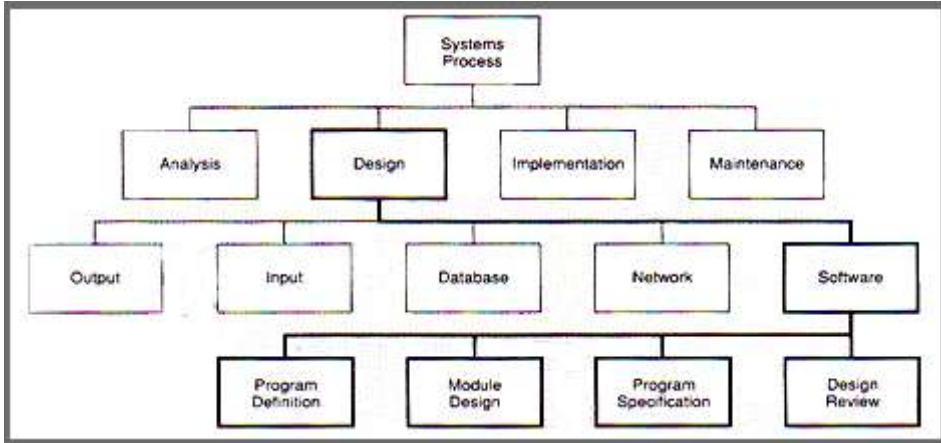 Systems
Process
Analysis
Design
Implementation
Maintenance
Output
Input
Database
Network
Software
Program
Definition
Module
Design
Program
Specification
Design
Review